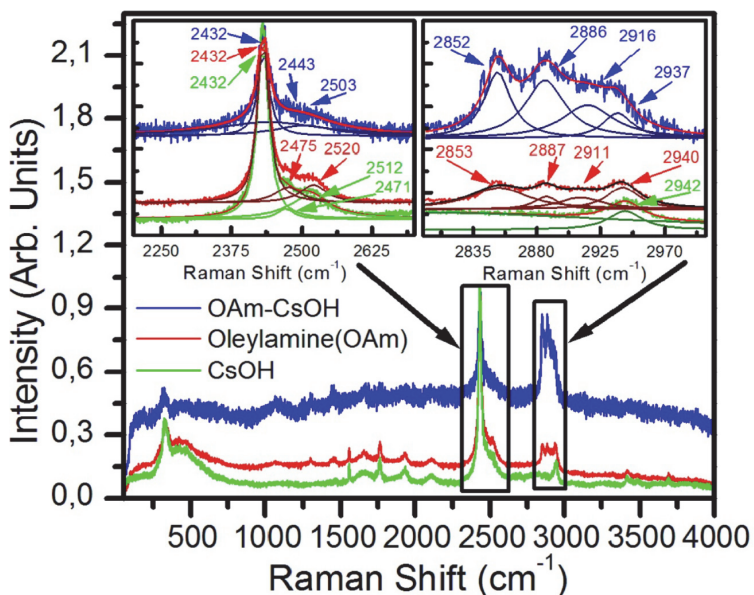 Intensity (Arb. Units)
2,1
1,8
1,5
1,2
0,9
0,6
0,3
0,0
2432
2432
2432
2443
2503
2475
2520
2512
2471
2250 2375 2500 2625
Raman Shift (cm-1)
2852
2886
2916
2937
2853
2887
2911
2940
2942
2835 2880 2925 2970
Raman Shift (cm-1)
OAm-CsOH
Oleylamine(OAm)
CsOH
500 1000 1500 2000 2500 3000 3500 4000
Raman Shift (cm-1)